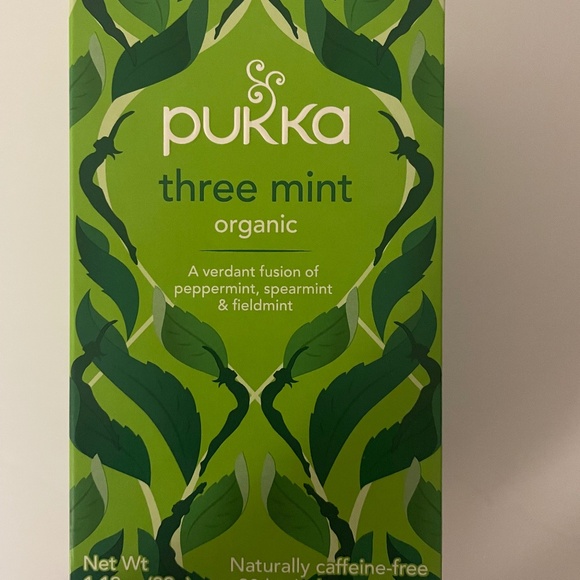 pukka
three mint
organic
A verdant fusion of
peppermint, spearmint
& fieldmint
Net Wt
Naturally caffeine-free